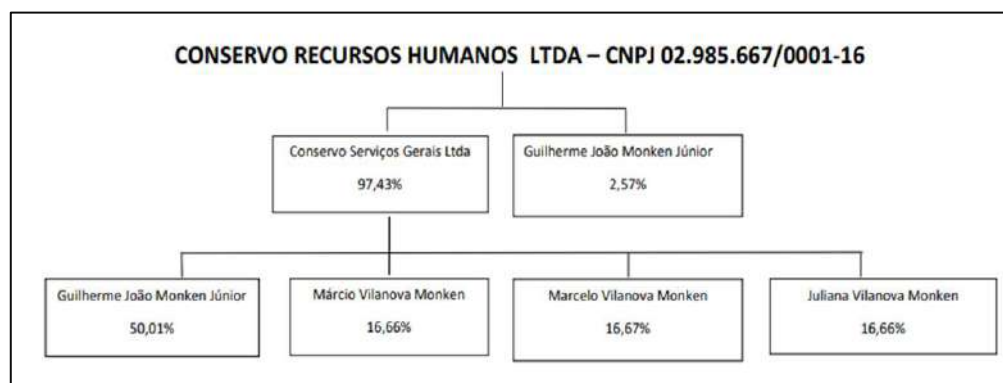 CONSERVO RECURSOS HUMANOS LTDA – CNPJ 02.985.667/0001-16
Conservo Serviços Gerais Ltda
97,43%
Guilherme João Monken Júnior
2,57%
Guilherme João Monken Júnior
50,01%
Márcio Vilanova Monken
16,66%
Marcelo Vilanova Monken
16,67%
Juliana Vilanova Monken
16,66%